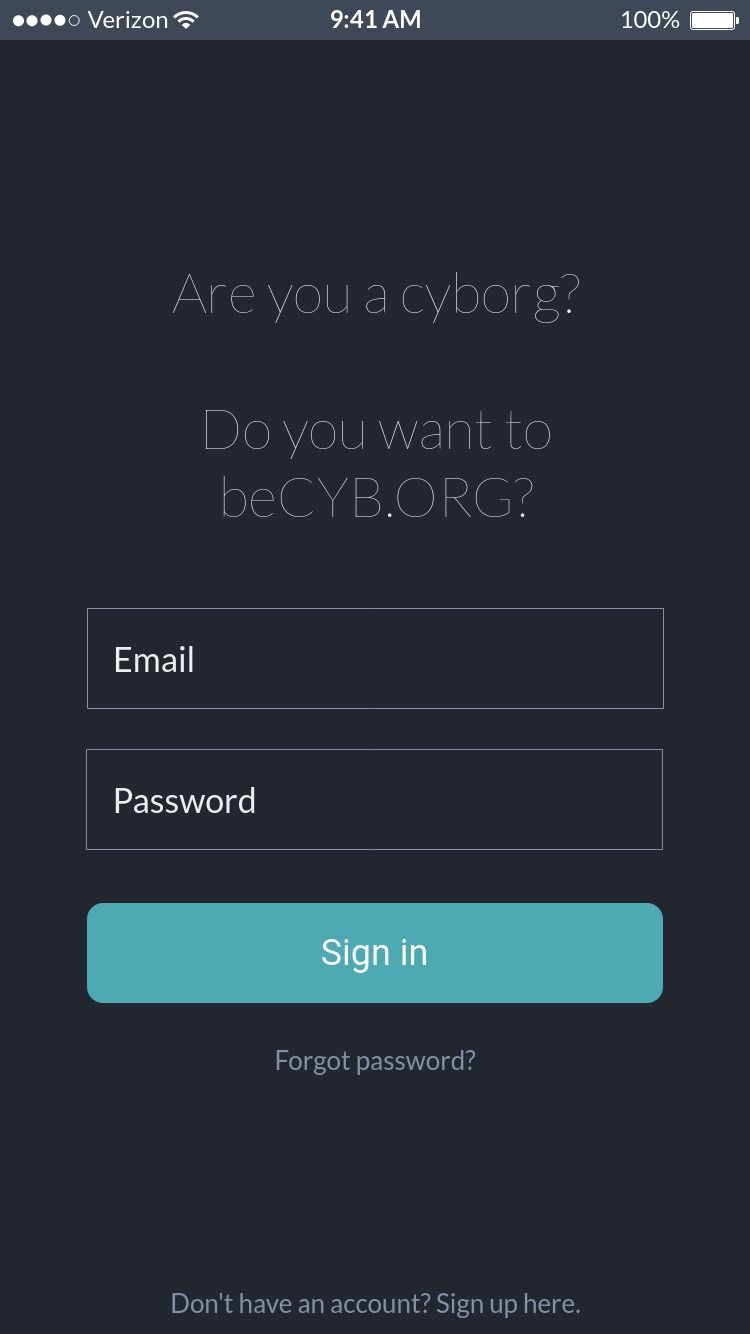 Verizon 9:41 AM 100%
Are you a cyborg?
Do you want to
beCYB.ORG?
Email
Password
Sign in
Forgot password?
Don't have an account? Sign up here.